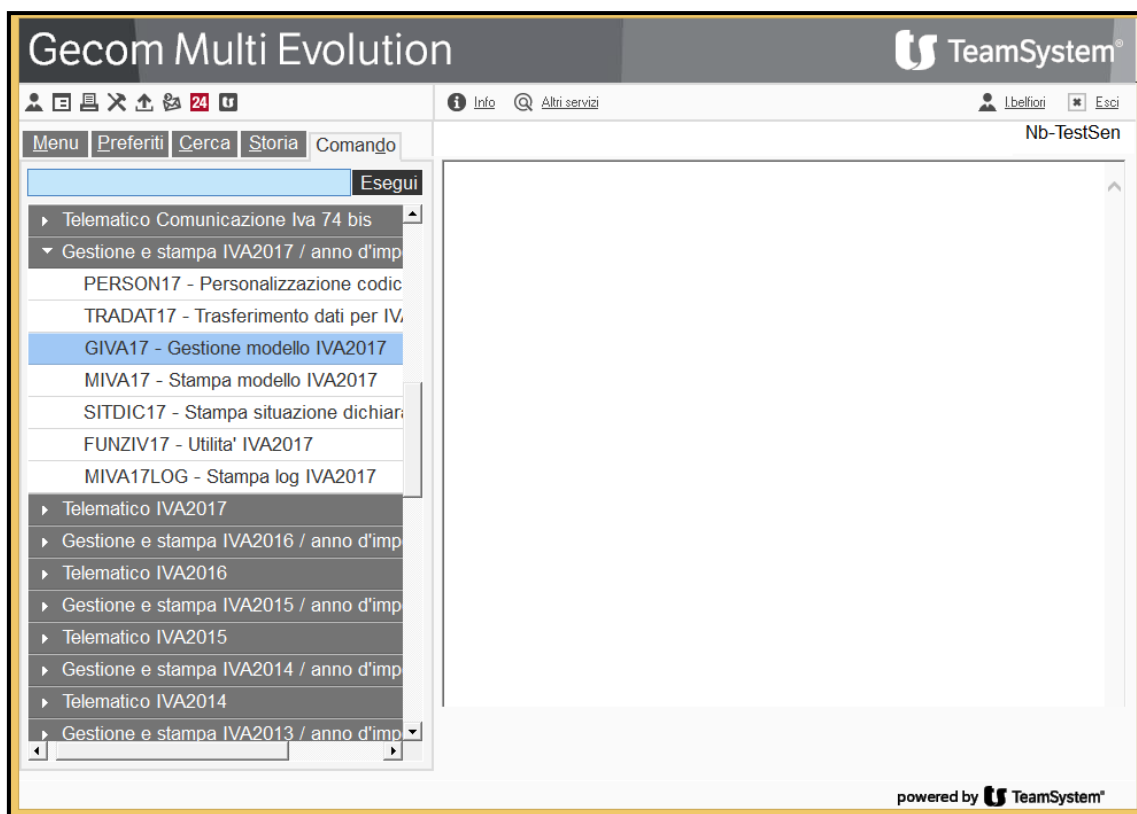 Gecom Multi Evolution
TeamSystem®
24
Info Altri servizi
I.belfiori Esci
Menu Preferiti Cerca Storia Comando
Nb-TestSen
Esegui
Telematico Comunicazione Iva 74 bis
Gestione e stampa IVA2017 / anno d'imp
PERSON17 - Personalizzazione codic
TRADAT17 - Trasferimento dati per IV
GIVA17 - Gestione modello IVA2017
MIVA17 - Stampa modello IVA2017
SITDIC17 - Stampa situazione dichiar
FUNZIV17 - Utilita' IVA2017
MIVA17LOG - Stampa log IVA2017
Telematico IVA2017
Gestione e stampa IVA2016 / anno d'imp
Telematico IVA2016
Gestione e stampa IVA2015 / anno d'imp
Telematico IVA2015
Gestione e stampa IVA2014 / anno d'imp
Telematico IVA2014
Gestione e stampa IVA2013 / anno d'imp
powered by TeamSystem®